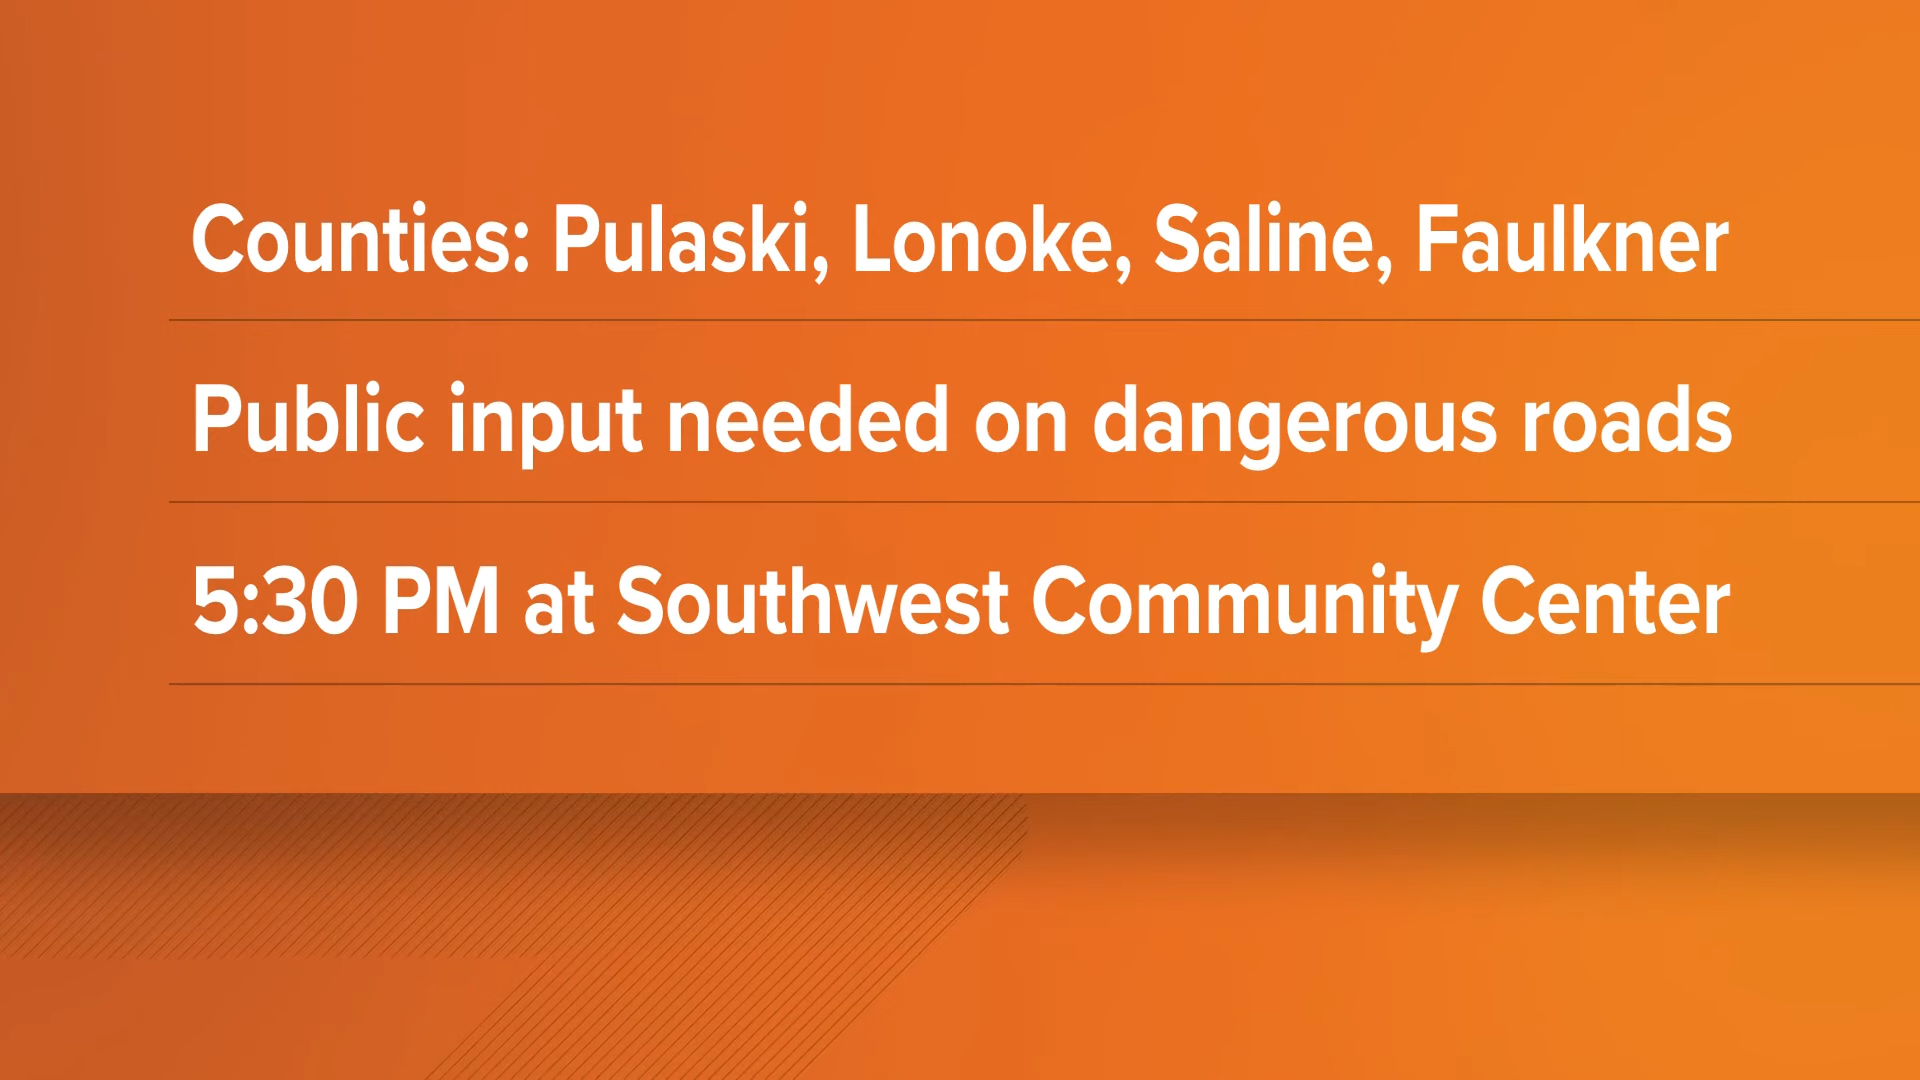 Counties: Pulaski, Lonoke, Saline, Faulkner
Public input needed on dangerous roads
5:30 PM at Southwest Community Center